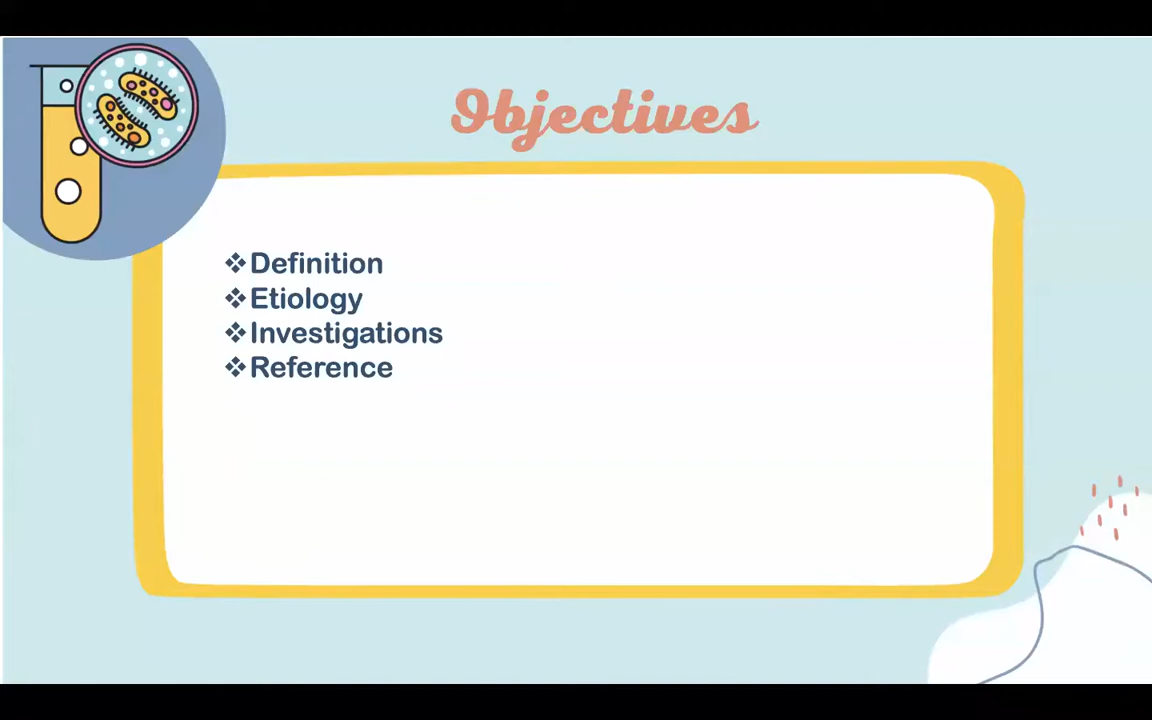 Objectives
❖Definition
❖Etiology
❖Investigations
❖Reference